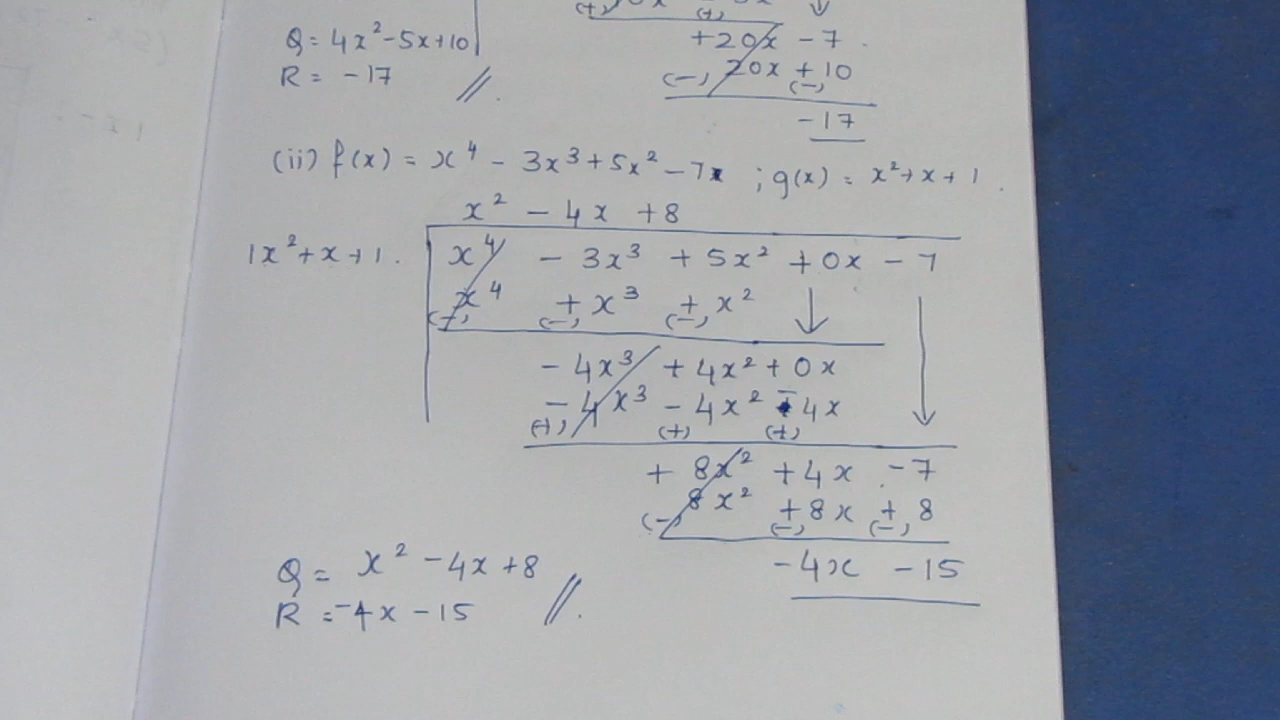 Q = 4x²-5x+10
R = -17
+20x - 7
20x + 10
(-) (-)
-17
(ii) f(x) = x⁴ - 3x³ + 5x² - 7 ; g(x) = x² + x + 1.
x² - 4x + 8
1x² + x + 1.
x⁴ - 3x³ + 5x² + 0x - 7
x⁴ + x³ + x²
(-) (-) (-)
- 4x³ + 4x² + 0x
- 4x³ - 4x² - 4x
(+) (+) (+)
+ 8x² + 4x - 7
8x² + 8x + 8
(-) (-) (-)
-4x - 15
Q = x² - 4x + 8
R = -4x - 15